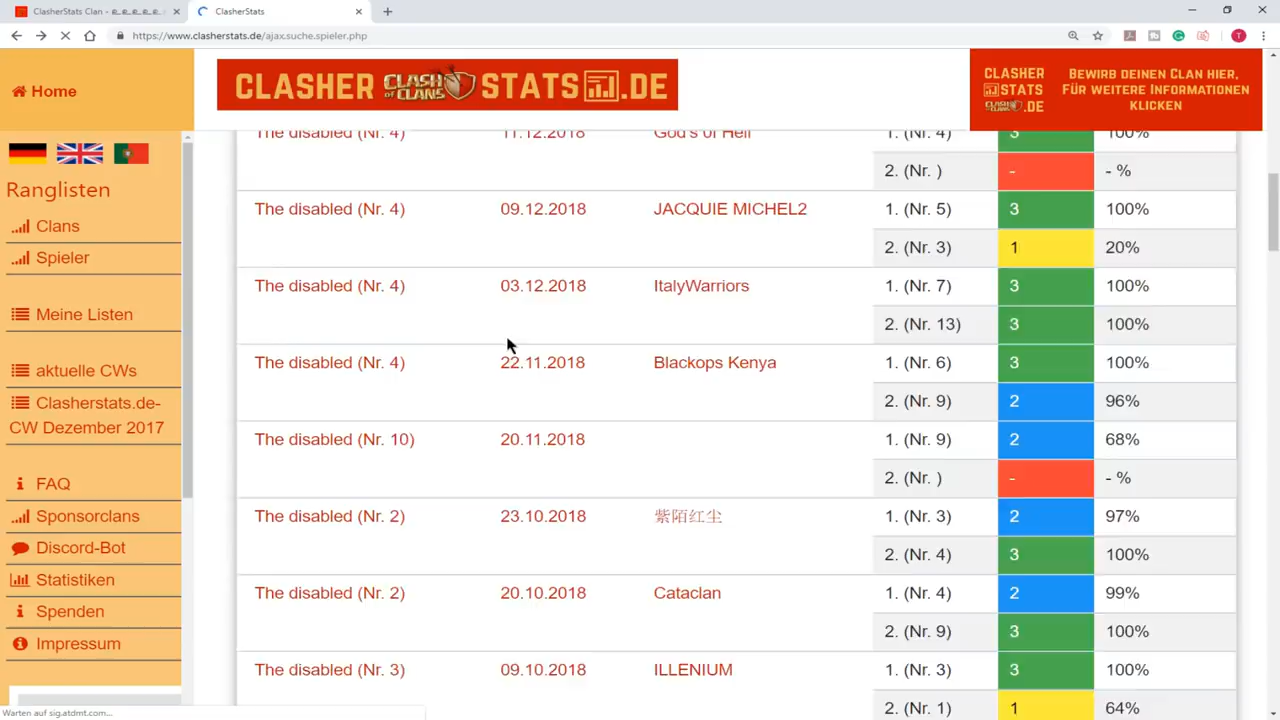 ClasherStats Clan -
ClasherStats
https://www.clasherstats.de/ajax.suche.spieler.php
T
Home
CLASHER CLASH OF CLANS STATS .DE
CLASHER
STATS
.DE
BEWIRB DEINEN CLAN HIER,
FÜR WEITERE INFORMATIONEN
KLICKEN
Ranglisten
Clans
Spieler
Meine Listen
aktuelle CWs
Clasherstats.de-
CW Dezember 2017
FAQ
Sponsorclans
Discord-Bot
Statistiken
Spenden
Impressum
The disabled (Nr. 4) 11.12.2018 God's of Hell 1. (Nr. 4) 3 100%
2. (Nr. ) - - %
The disabled (Nr. 4) 09.12.2018 JACQUIE MICHEL2 1. (Nr. 5) 3 100%
2. (Nr. 3) 1 20%
The disabled (Nr. 4) 03.12.2018 ItalyWarriors 1. (Nr. 7) 3 100%
2. (Nr. 13) 3 100%
The disabled (Nr. 4) 22.11.2018 Blackops Kenya 1. (Nr. 6) 3 100%
2. (Nr. 9) 2 96%
The disabled (Nr. 10) 20.11.2018 1. (Nr. 9) 2 68%
2. (Nr. ) - - %
The disabled (Nr. 2) 23.10.2018 紫陌红尘 1. (Nr. 3) 2 97%
2. (Nr. 4) 3 100%
The disabled (Nr. 2) 20.10.2018 Cataclan 1. (Nr. 4) 2 99%
2. (Nr. 9) 3 100%
The disabled (Nr. 3) 09.10.2018 ILLENIUM 1. (Nr. 3) 3 100%
2. (Nr. 1) 1 64%
Warten auf sig.atdmt.com...